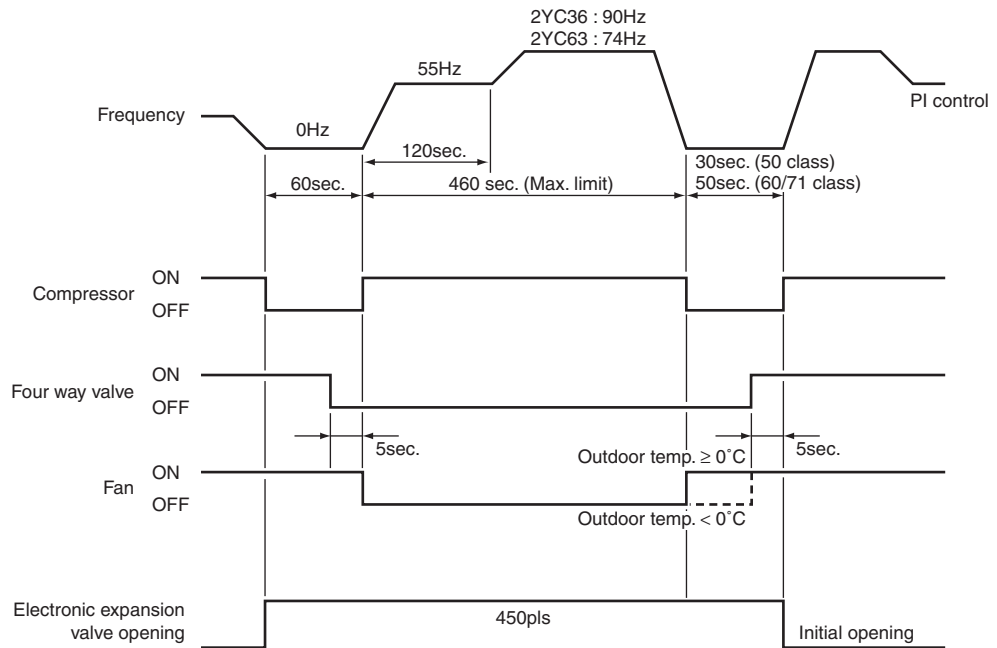 2YC36 : 90Hz
2YC63 : 74Hz
55Hz
Frequency
0Hz
PI control
120sec.
30sec. (50 class)
60sec.
460 sec. (Max. limit)
50sec. (60/71 class)
ON
Compressor
OFF
ON
Four way valve
OFF
5sec.
Outdoor temp. ≥ 0˚C
5sec.
ON
Fan
OFF
Outdoor temp. < 0˚C
Electronic expansion
valve opening
450pls
Initial opening